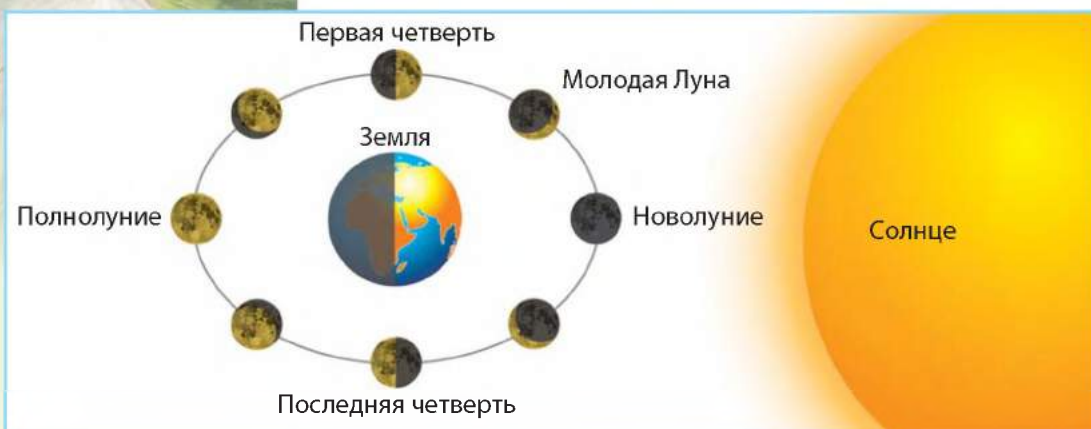 Первая четверть
Молодая Луна
Земля
Полнолуние
Новолуние
Солнце
Последняя четверть